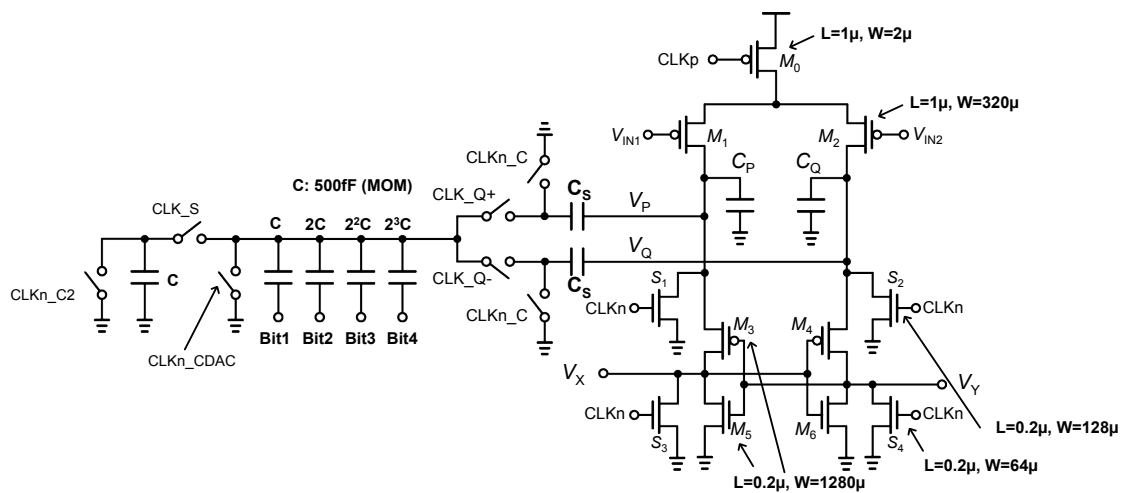 L=1μ, W=2μ
CLKp
M0
L=1μ, W=320μ
VIN1
M1
M2
VIN2
CLKn_C
CP
CQ
C: 500fF (MOM)
CLK_Q+
CS
VP
CLK_S
C
2C
2²C
2³C
VQ
CLK_Q-
CS
CLKn_C2
C
S1
S2
CLKn
CLKn
CLKn_C
Bit1
Bit2
Bit3
Bit4
M3
M4
CLKn_CDAC
VX
VY
CLKn
CLKn
S3
M5
M6
S4
L=0.2μ, W=128μ
L=0.2μ, W=64μ
L=0.2μ, W=1280μ